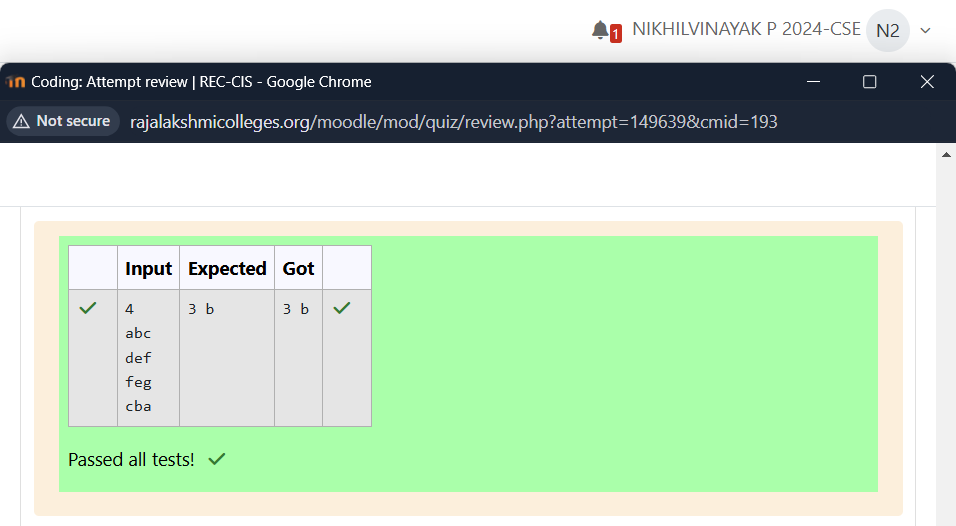 1 NIKHILVINAYAK P 2024-CSE N2
Coding: Attempt review | REC-CIS - Google Chrome
Not secure rajalakshmicolleges.org/moodle/mod/quiz/review.php?attempt=149639&cmid=193
Input Expected Got
4 3 b 3 b
abc
def
feg
cba
Passed all tests!